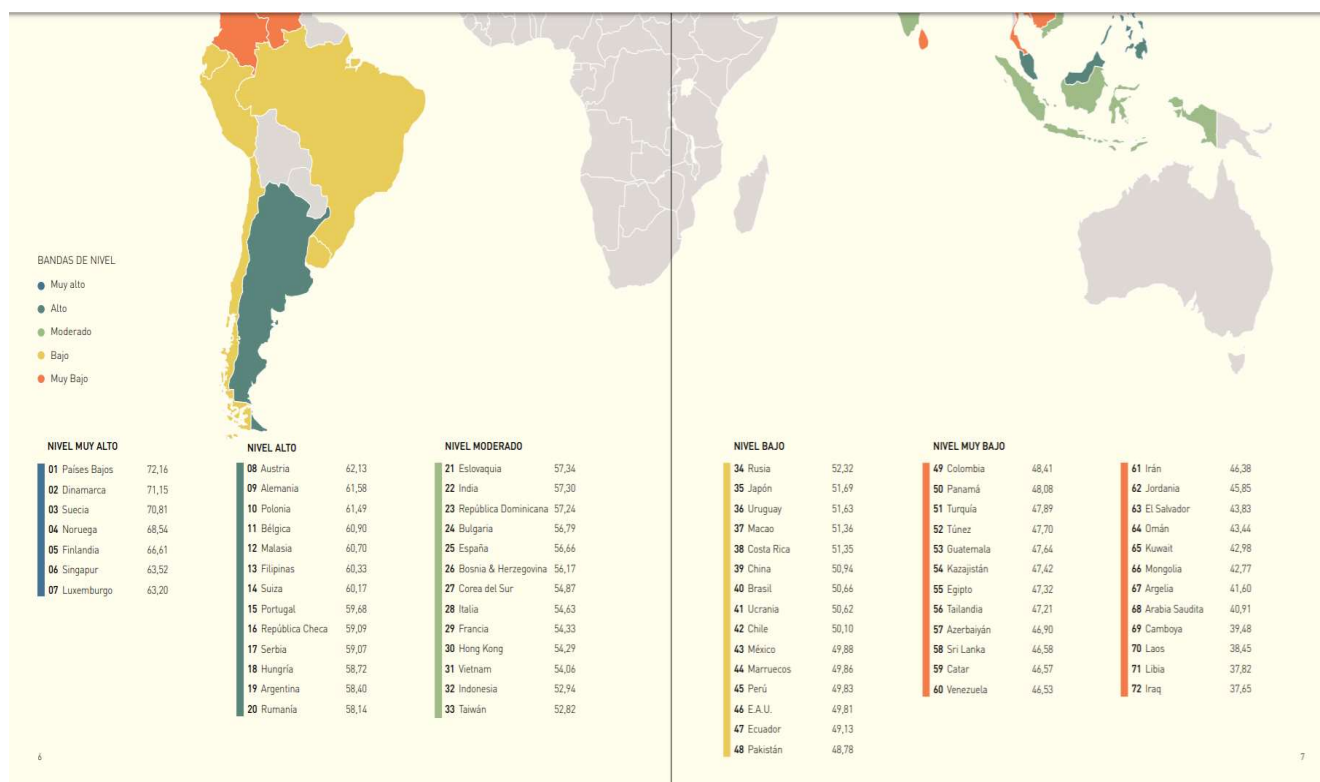 BANDAS DE NIVEL
Muy alto
Alto
Moderado
Bajo
Muy Bajo
NIVEL MUY ALTO
01 Países Bajos 72,16
02 Dinamarca 71,15
03 Suecia 70,81
04 Noruega 68,54
05 Finlandia 66,61
06 Singapur 63,52
07 Luxemburgo 63,20
NIVEL ALTO
08 Austria 62,13
09 Alemania 61,58
10 Polonia 61,49
11 Bélgica 60,90
12 Malasia 60,70
13 Filipinas 60,33
14 Suiza 60,17
15 Portugal 59,68
16 República Checa 59,09
17 Serbia 59,07
18 Hungría 58,72
19 Argentina 58,40
20 Rumanía 58,14
NIVEL MODERADO
21 Eslovaquia 57,34
22 India 57,30
23 República Dominicana 57,24
24 Bulgaria 56,79
25 España 56,66
26 Bosnia & Herzegovina 56,17
27 Corea del Sur 54,87
28 Italia 54,63
29 Francia 54,33
30 Hong Kong 54,29
31 Vietnam 54,06
32 Indonesia 52,94
33 Taiwán 52,82
6
NIVEL BAJO
34 Rusia 52,32
35 Japón 51,69
36 Uruguay 51,63
37 Macao 51,36
38 Costa Rica 51,35
39 China 50,94
40 Brasil 50,66
41 Ucrania 50,62
42 Chile 50,10
43 México 49,88
44 Marruecos 49,86
45 Perú 49,83
46 E.A.U. 49,81
47 Ecuador 49,13
48 Pakistán 48,78
NIVEL MUY BAJO
49 Colombia 48,41
50 Panamá 48,08
51 Turquía 47,89
52 Túnez 47,70
53 Guatemala 47,64
54 Kazajistán 47,42
55 Egipto 47,32
56 Tailandia 47,21
57 Azerbaiyán 46,90
58 Sri Lanka 46,58
59 Catar 46,57
60 Venezuela 46,53
61 Irán 46,38
62 Jordania 45,85
63 El Salvador 43,83
64 Omán 43,44
65 Kuwait 42,98
66 Mongolia 42,77
67 Argelia 41,60
68 Arabia Saudita 40,91
69 Camboya 39,48
70 Laos 38,45
71 Libia 37,82
72 Iraq 37,65
7